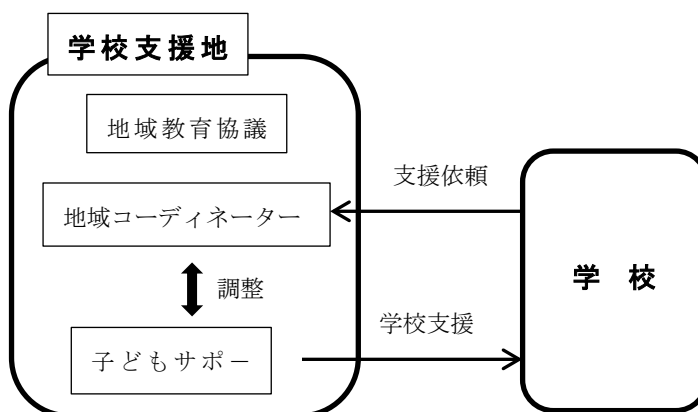 学校支援地
地域教育協議
支援依頼
地域コーディネーター
学 校
調整
学校支援
子どもサポー